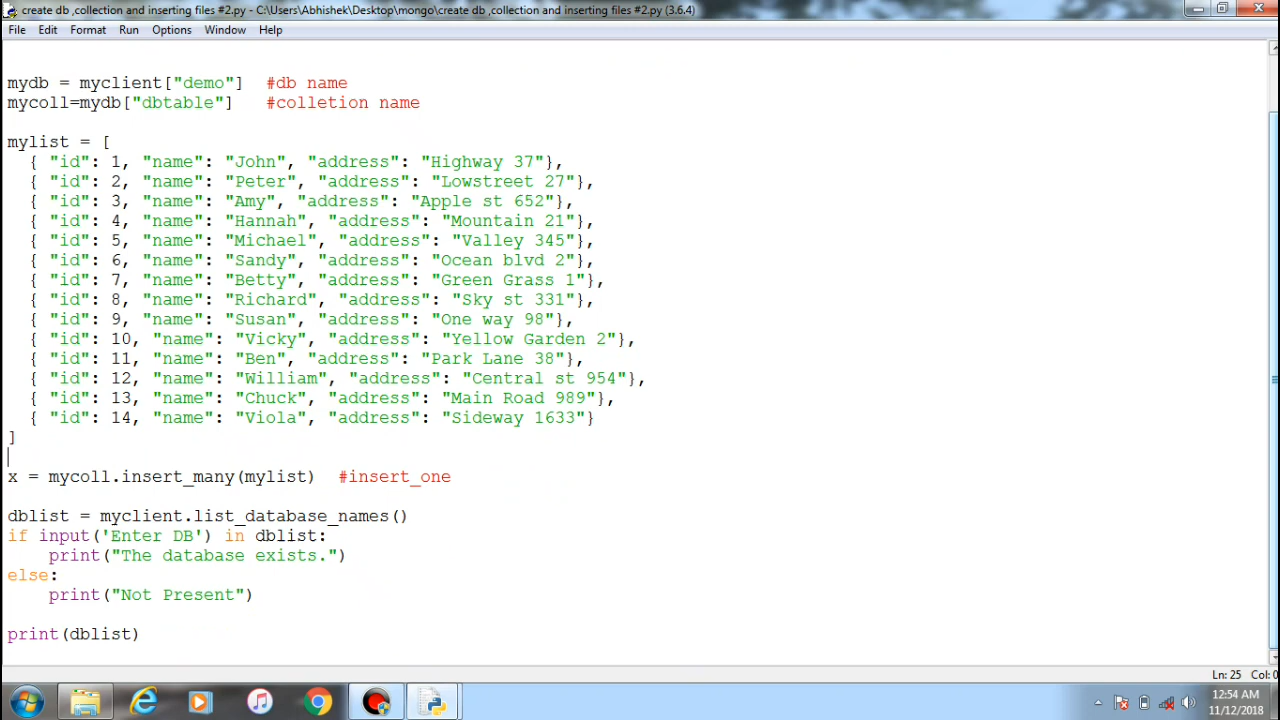 create db ,collection and inserting files #2.py - C:\Users\Abhishek\Desktop\mongo\create db ,collection and inserting files #2.py (3.6.4)
File Edit Format Run Options Window Help
mydb = myclient["demo"]  #db name
mycoll=mydb["dbtable"]   #colletion name
mylist = [
  { "id": 1, "name": "John", "address": "Highway 37"},
  { "id": 2, "name": "Peter", "address": "Lowstreet 27"},
  { "id": 3, "name": "Amy", "address": "Apple st 652"},
  { "id": 4, "name": "Hannah", "address": "Mountain 21"},
  { "id": 5, "name": "Michael", "address": "Valley 345"},
  { "id": 6, "name": "Sandy", "address": "Ocean blvd 2"},
  { "id": 7, "name": "Betty", "address": "Green Grass 1"},
  { "id": 8, "name": "Richard", "address": "Sky st 331"},
  { "id": 9, "name": "Susan", "address": "One way 98"},
  { "id": 10, "name": "Vicky", "address": "Yellow Garden 2"},
  { "id": 11, "name": "Ben", "address": "Park Lane 38"},
  { "id": 12, "name": "William", "address": "Central st 954"},
  { "id": 13, "name": "Chuck", "address": "Main Road 989"},
  { "id": 14, "name": "Viola", "address": "Sideway 1633"}
]
x = mycoll.insert_many(mylist)  #insert_one
dblist = myclient.list_database_names()
if input('Enter DB') in dblist:
    print("The database exists.")
else:
    print("Not Present")
print(dblist)
Ln: 25 Col: 0
12:54 AM
11/12/2018